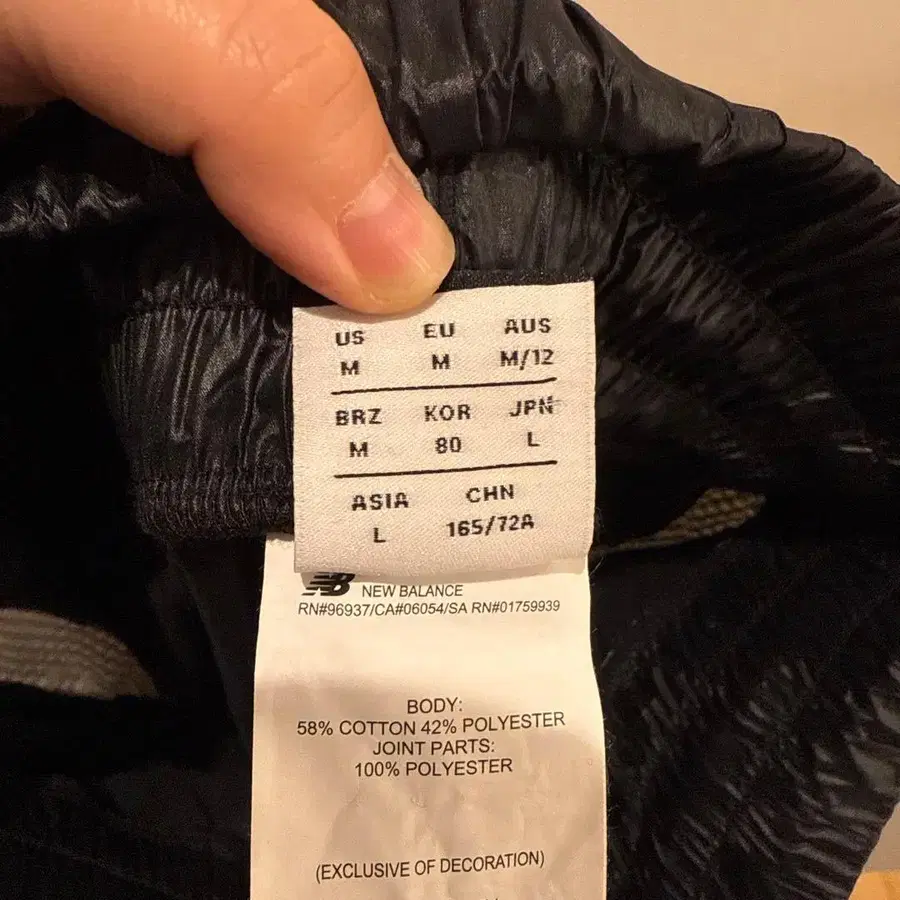 US EU AUS
M M M/12
BRZ KOR JPN
M 80 L
ASIA CHN
L 165/72A
NB NEW BALANCE
RN#96937/CA#06054/SA RN#01759939
BODY:
58% COTTON 42% POLYESTER
JOINT PARTS:
100% POLYESTER
(EXCLUSIVE OF DECORATION)